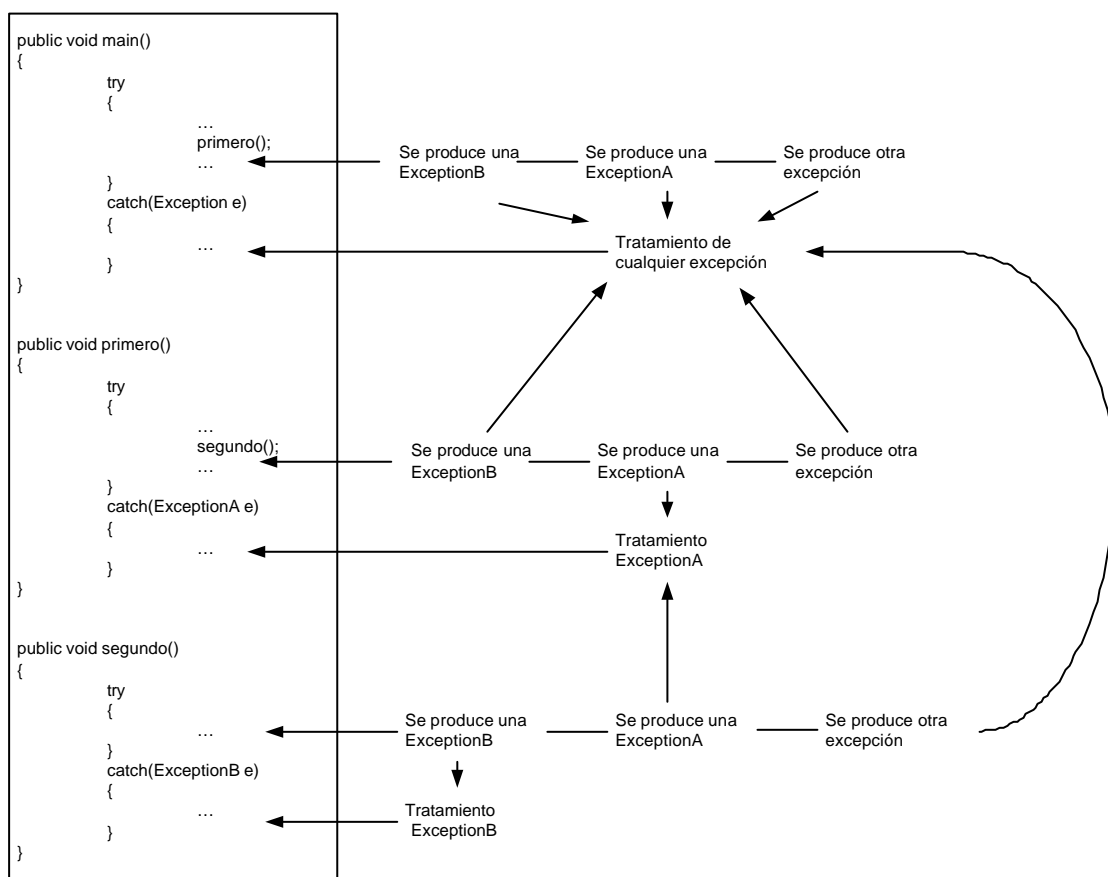 public void main()
{
try
{
…
primero();
…
}
catch(Exception e)
{
…
}
}
Se produce una
ExceptionB
Se produce una
ExceptionA
Se produce otra
excepción
Tratamiento de
cualquier excepción
public void primero()
{
try
{
…
segundo();
…
}
catch(ExceptionA e)
{
…
}
}
Se produce una
ExceptionB
Se produce una
ExceptionA
Se produce otra
excepción
Tratamiento
ExceptionA
public void segundo()
{
try
{
…
}
catch(ExceptionB e)
{
…
}
}
Se produce una
ExceptionB
Se produce una
ExceptionA
Se produce otra
excepción
Tratamiento
ExceptionB